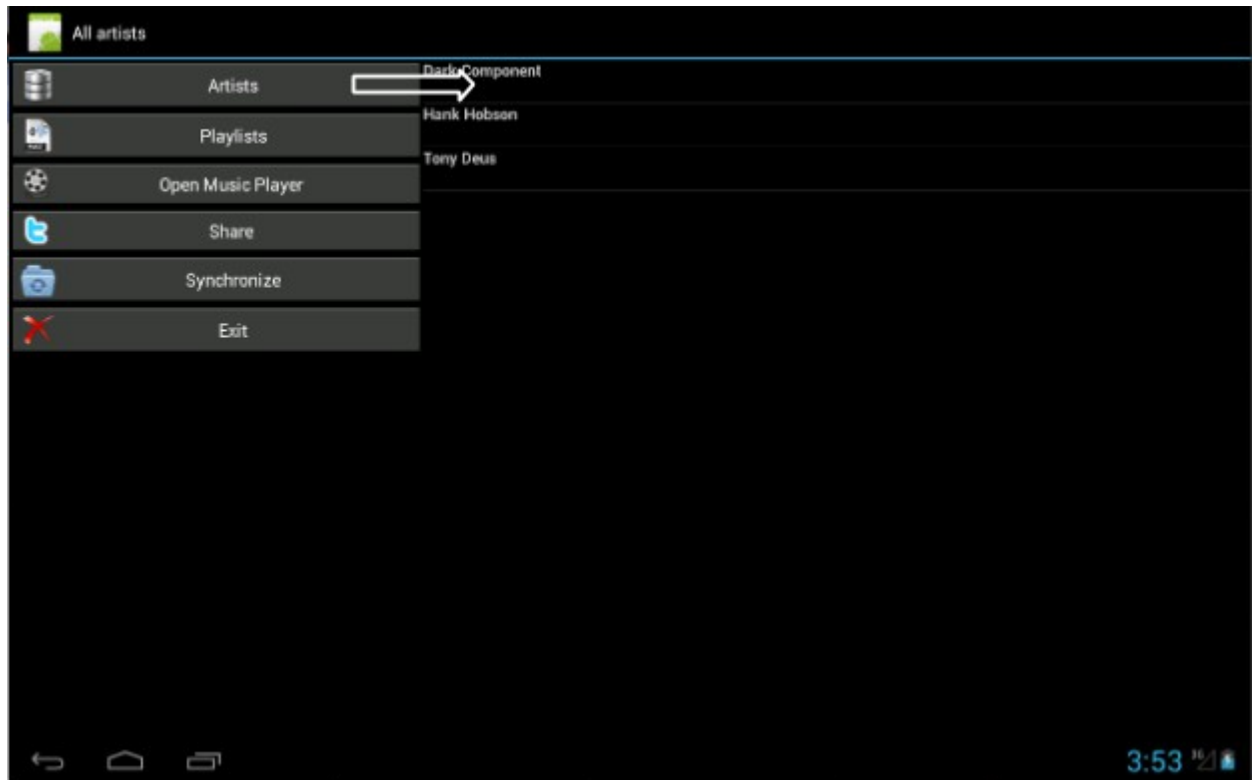 All artists
Artists
Playlists
Open Music Player
Share
Synchronize
Exit
Dark Component
Hank Hobson
Tony Deus
3:53